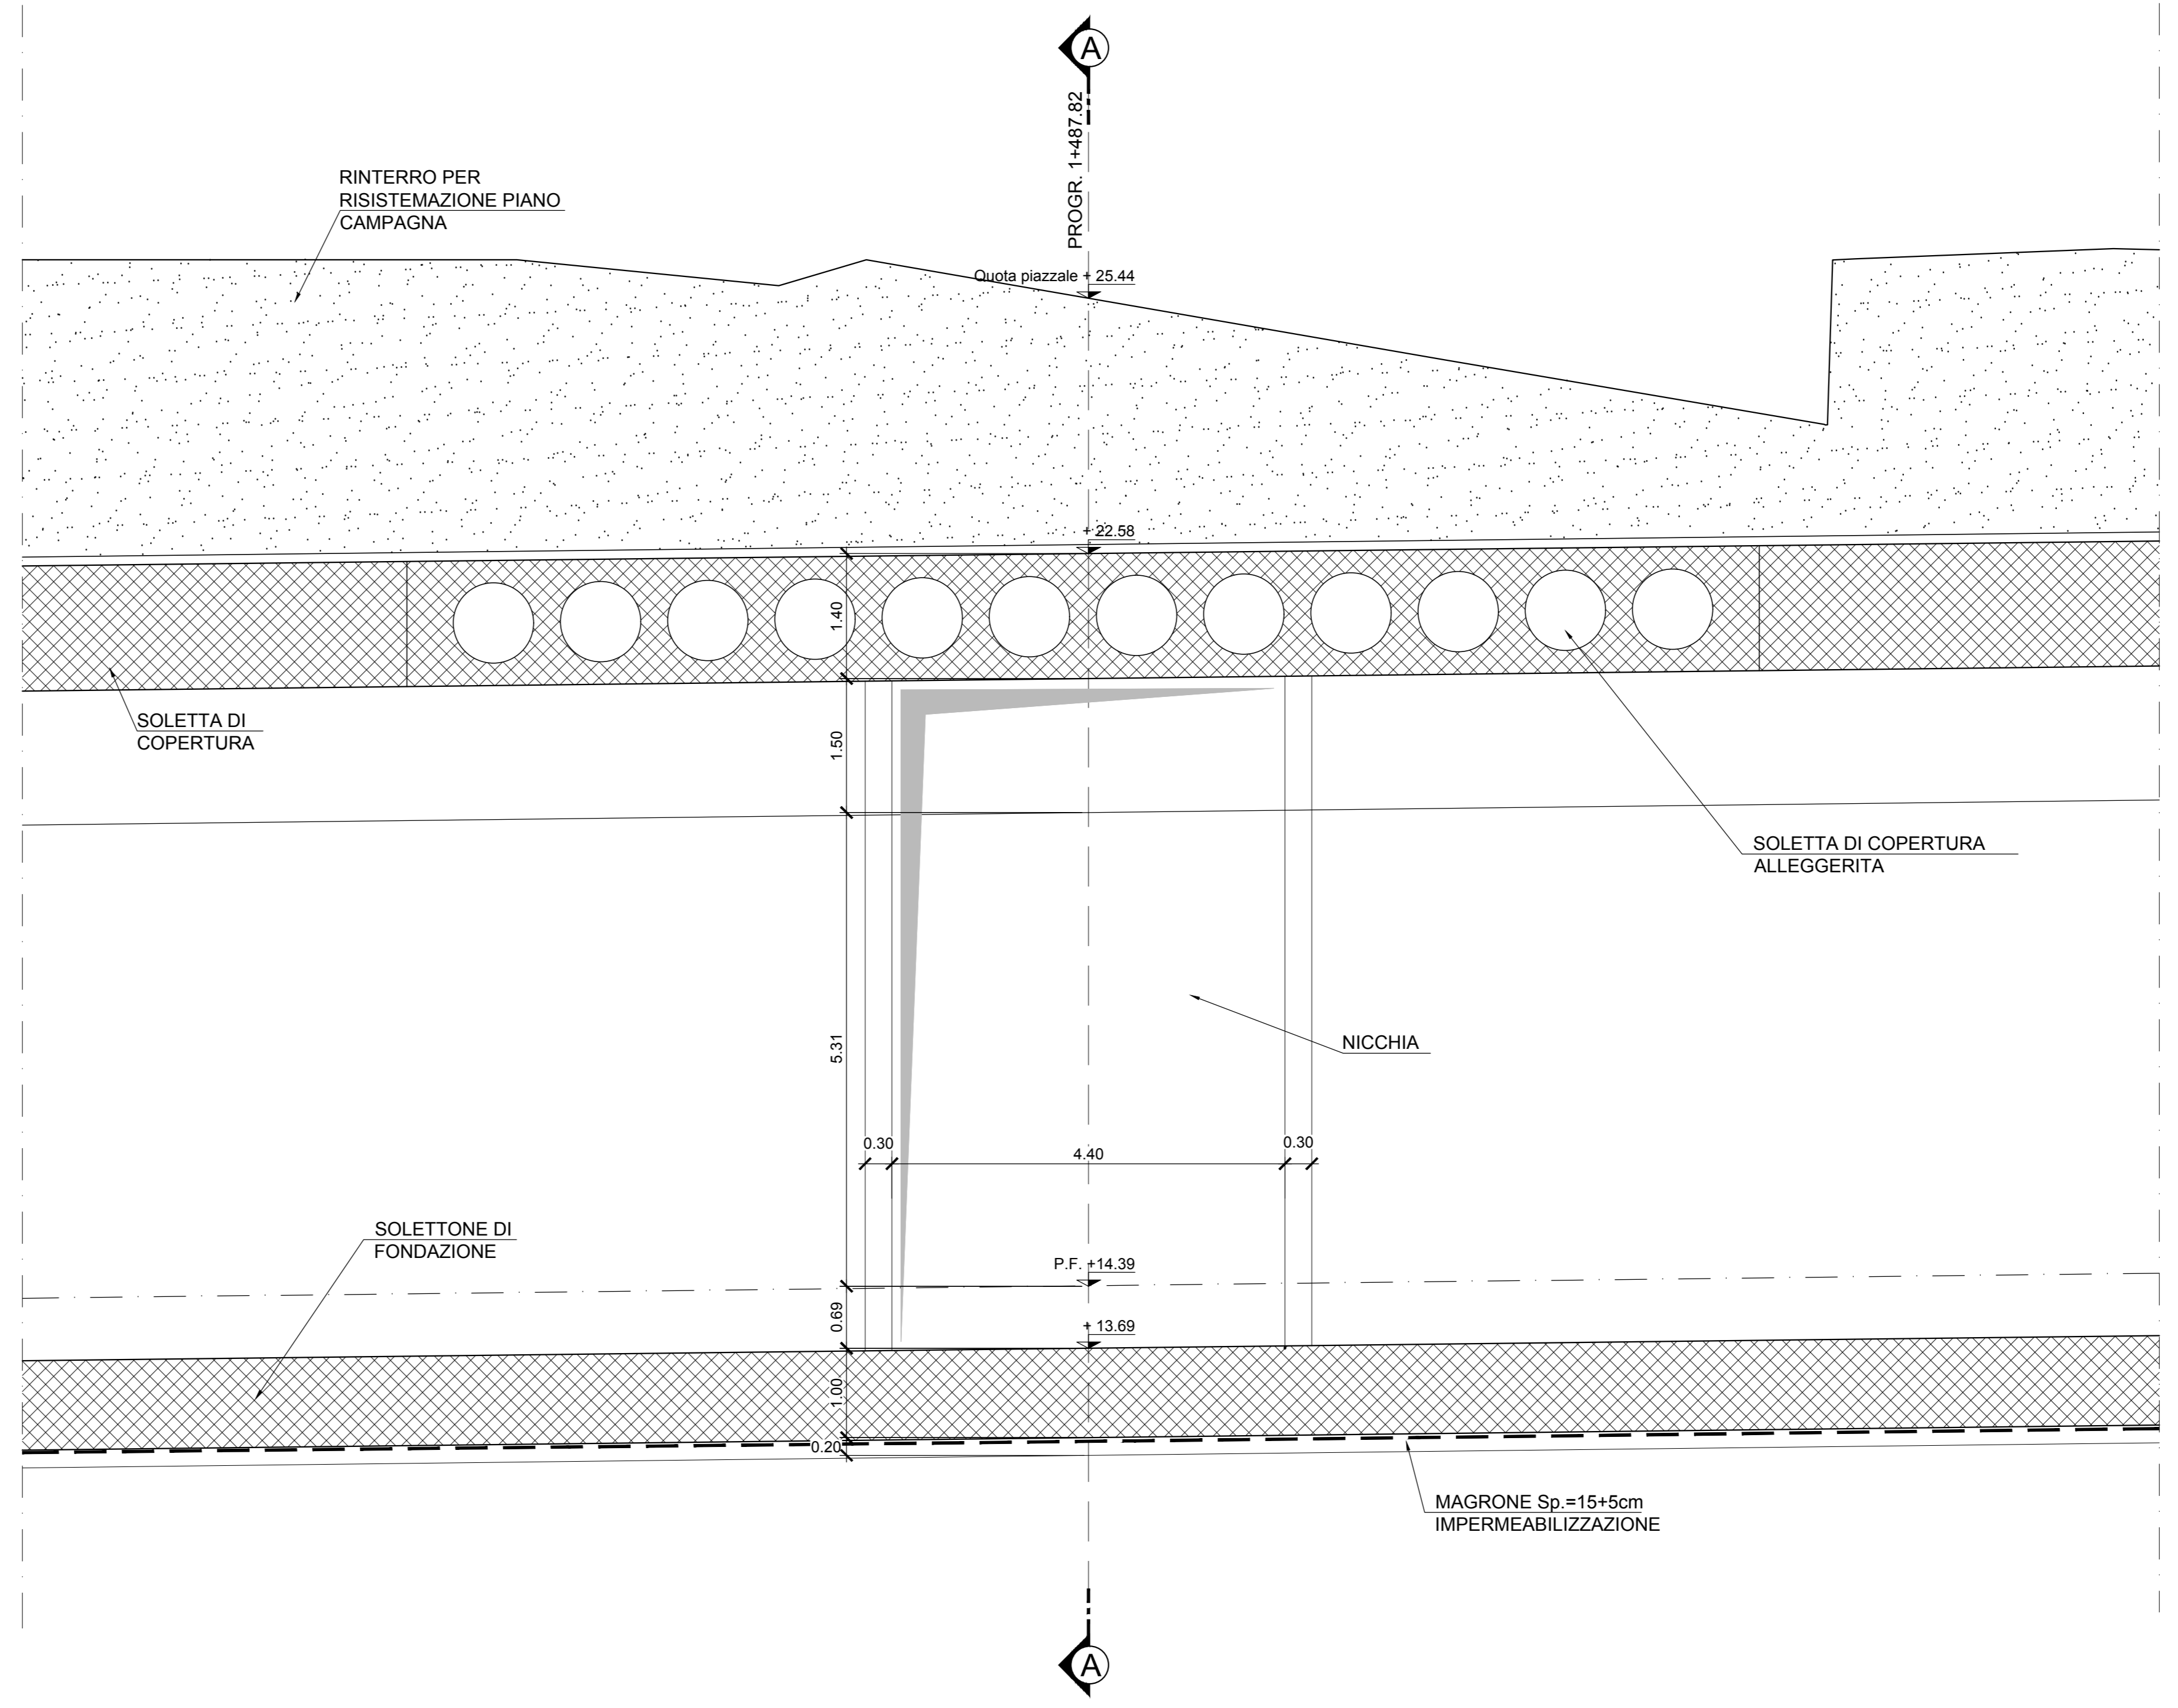 A
PROGR. 1+487.82
RINTERRO PER
RISISTEMAZIONE PIANO
CAMPAGNA
Quota piazzale + 25.44
+ 22.58
1.40
SOLETTA DI
COPERTURA
1.50
SOLETTA DI COPERTURA
ALLEGGERITA
5.31
NICCHIA
0.30
4.40
0.30
SOLETTONE DI
FONDAZIONE
P.F. +14.39
0.69
+ 13.69
1.00
0.20
MAGRONE Sp.=15+5cm
IMPERMEABILIZZAZIONE
A